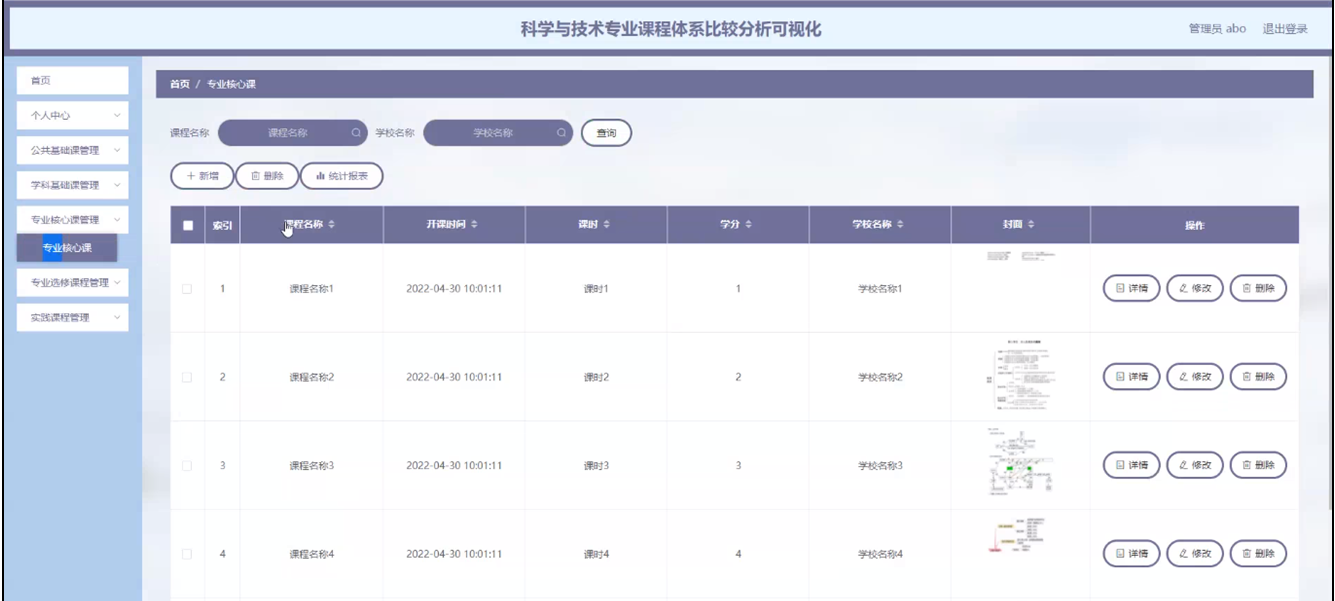 科学与技术专业课程体系比较分析可视化
管理员 abo 退出登录
首页
个人中心
公共基础课管理
学科基础课管理
专业核心课管理
专业核心课
专业选修课程管理
实践课程管理
首页 / 专业核心课
课程名称 课程名称 学校名称 学校名称 查询
+ 新增 删除 统计报表
索引 课程名称 开课时间 课时 学分 学校名称 封面 操作
1 课程名称1 2022-04-30 10:01:11 课时1 1 学校名称1 详情 修改 删除
2 课程名称2 2022-04-30 10:01:11 课时2 2 学校名称2 详情 修改 删除
3 课程名称3 2022-04-30 10:01:11 课时3 3 学校名称3 详情 修改 删除
4 课程名称4 2022-04-30 10:01:11 课时4 4 学校名称4 详情 修改 删除